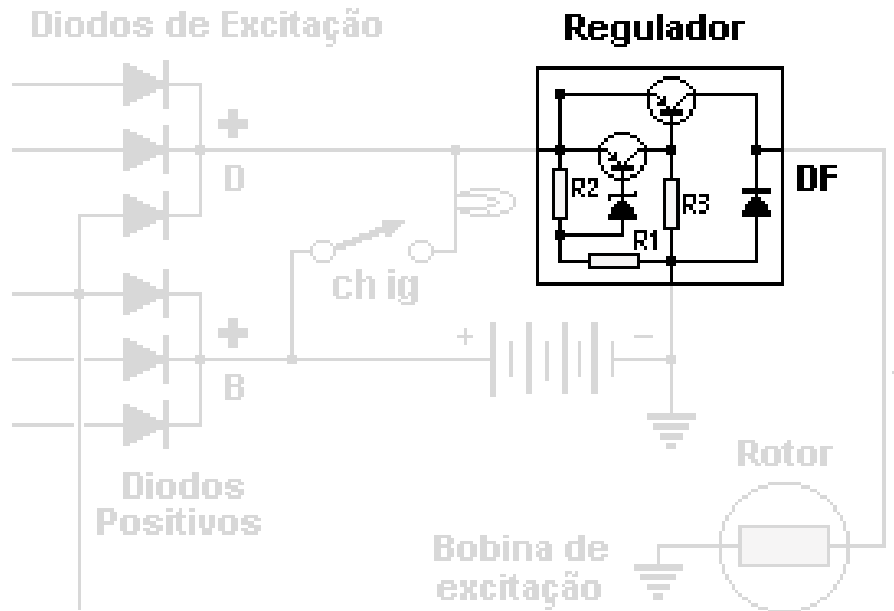 Diodos de Excitação
Regulador
+
D
DF
R2
R3
R1
ch ig
+
B
+
−
Diodos
Positivos
Rotor
Bobina de
excitação